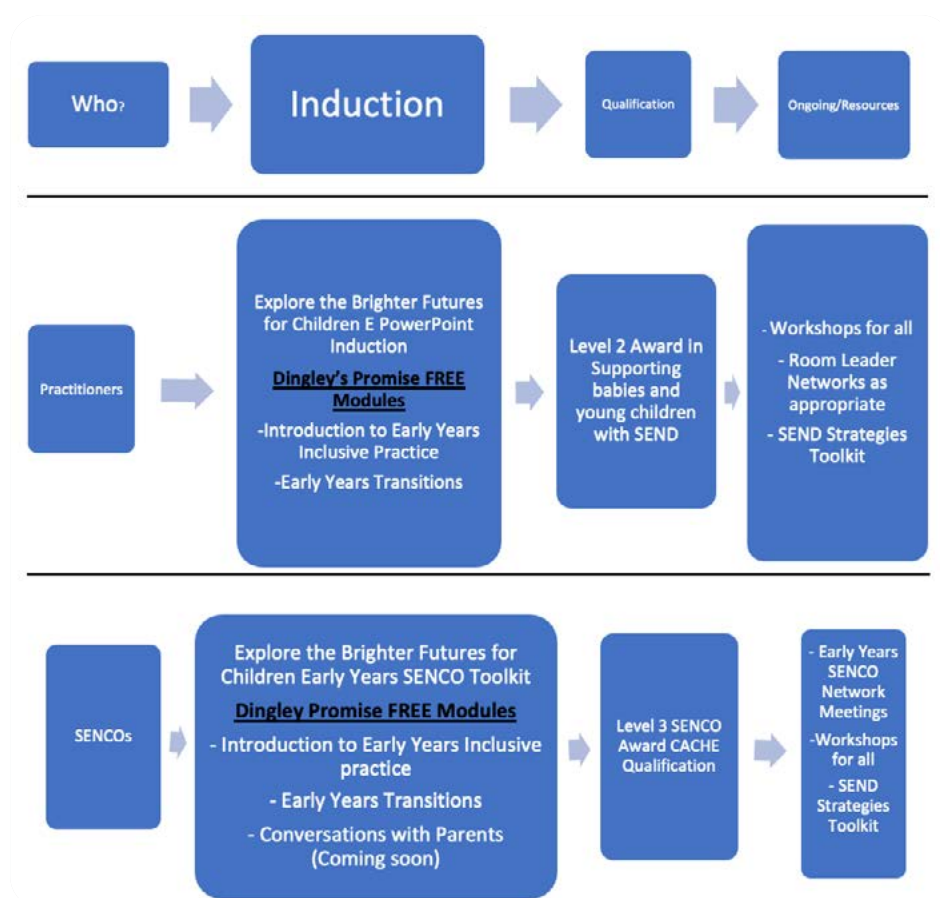 Who?
Induction
Qualification
Ongoing/Resources
Practitioners
Explore the Brighter Futures
for Children E PowerPoint
Induction
Dingley's Promise FREE
Modules
-Introduction to Early Years
Inclusive Practice
-Early Years Transitions
Level 2 Award in
Supporting
babies and
young children
with SEND
- Workshops for all
- Room Leader
Networks as
appropriate
- SEND Strategies
Toolkit
SENCOs
Explore the Brighter Futures for
Children Early Years SENCO Toolkit
Dingley Promise FREE Modules
- Introduction to Early Years Inclusive
practice
- Early Years Transitions
- Conversations with Parents
(Coming soon)
Level 3 SENCO
Award CACHE
Qualification
- Early Years
SENCO
Network
Meetings
-Workshops
for all
- SEND
Strategies
Toolkit